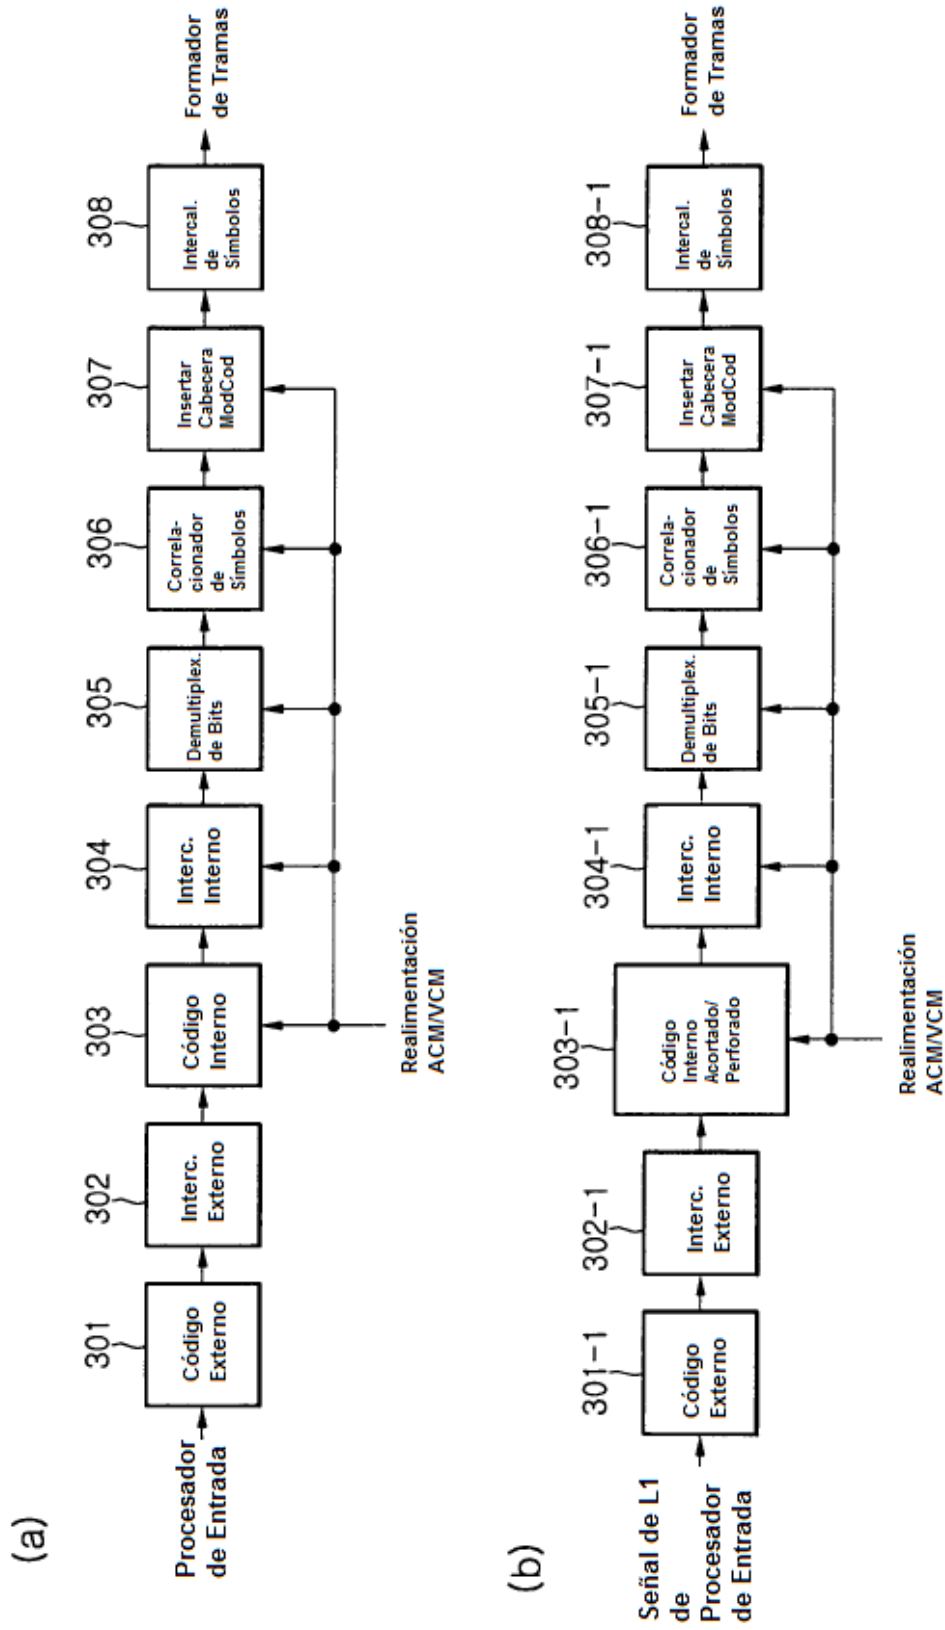 (a)
Procesador
de Entrada
301
Código
Externo
302
Interc.
Externo
303
Código
Interno
304
Interc.
Interno
305
Demultiplex.
de Bits
306
Correla-
cionador
de
Símbolos
307
Insertar
Cabecera
ModCod
308
Intercal.
de
Símbolos
Formador
de Tramas
Realimentación
ACM/VCM
(b)
Señal de L1
de
Procesador
de Entrada
301-1
Código
Externo
302-1
Interc.
Externo
303-1
Código
Interno
Acortado/
Perforado
304-1
Interc.
Interno
305-1
Demultiplex.
de Bits
306-1
Correla-
cionador
de
Símbolos
307-1
Insertar
Cabecera
ModCod
308-1
Intercal.
de
Símbolos
Formador
de Tramas
Realimentación
ACM/VCM